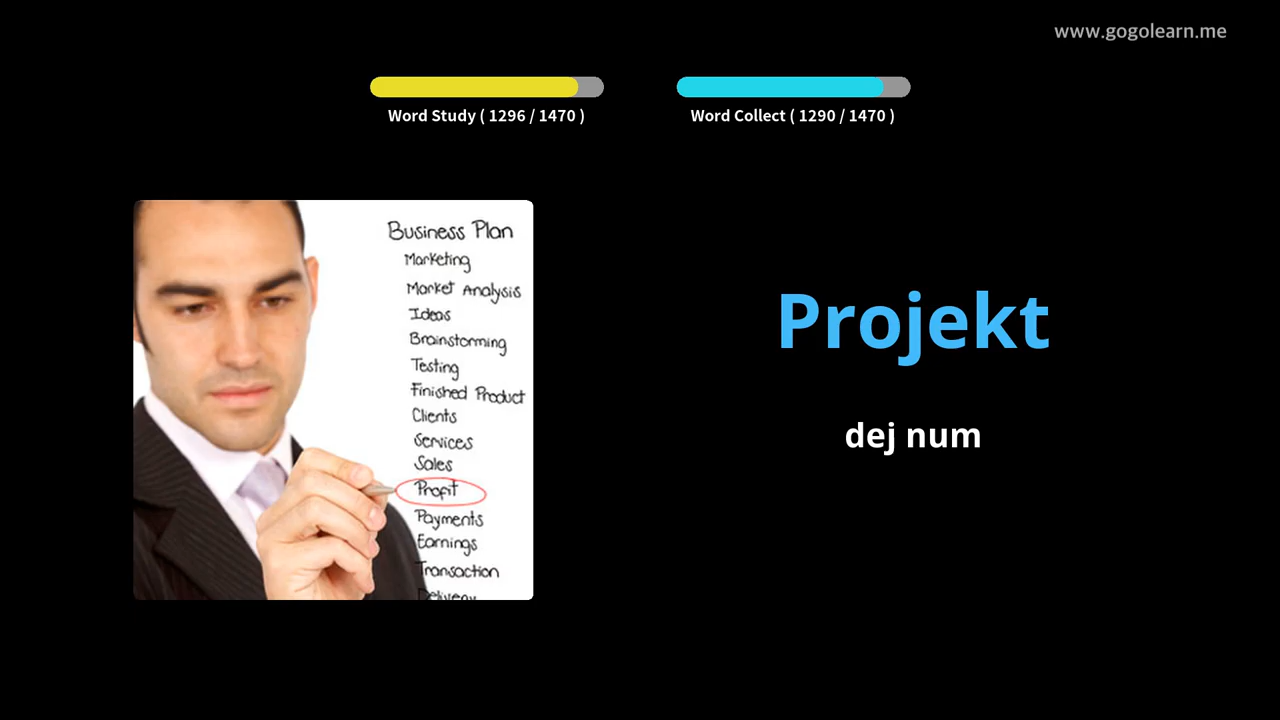 www.gogolearn.me
Word Study ( 1296 / 1470 )
Word Collect ( 1290 / 1470 )
Business Plan
Marketing
Market Analysis
Ideas
Brainstorming
Testing
Finished Product
Clients
Services
Sales
Profit
Payments
Earnings
Transaction
Delivery
Projekt
dej num